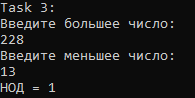 Task 3:
Введите большее число:
228
Введите меньшее число:
13
НОД = 1